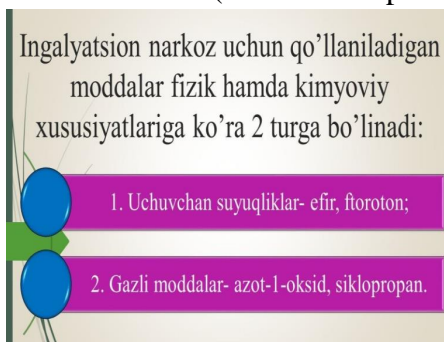 Ingalyatsion narkoz uchun qo’llaniladigan
moddalar fizik hamda kimyoviy
xususiyatlariga ko’ra 2 turga bo’linadi:
1. Uchuvchan suyuqliklar- efir, ftoroton;
2. Gazli moddalar- azot-1-oksid, siklopropan.